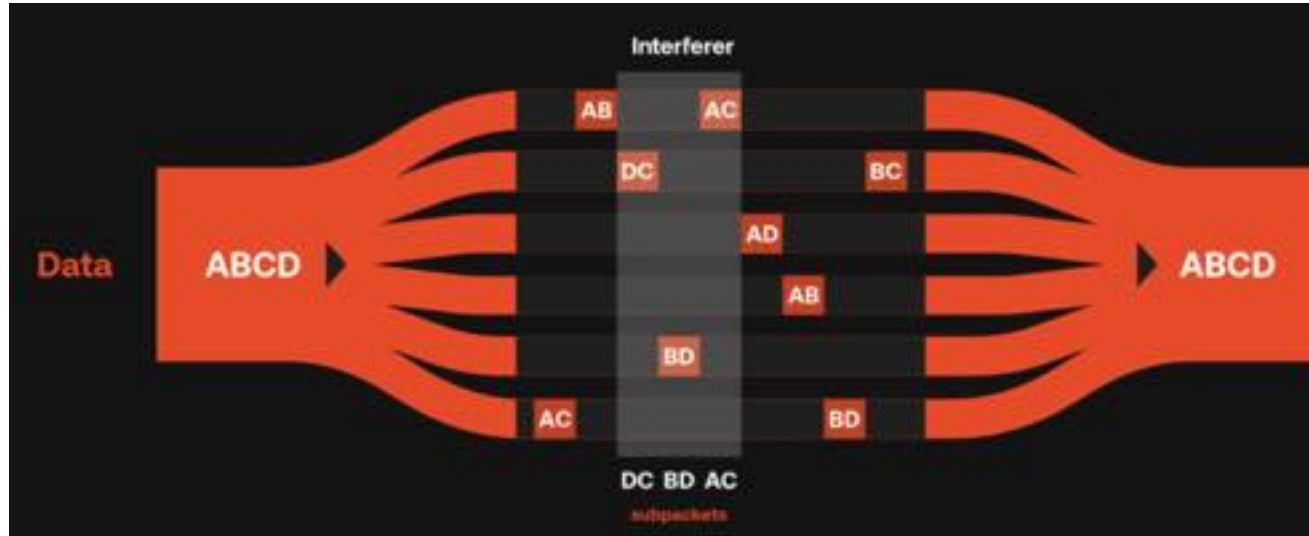 Interferer
AB AC
DC BC
AD
Data ABCD ABCD
AB
BD
AC BD
DC BD AC
subpackets